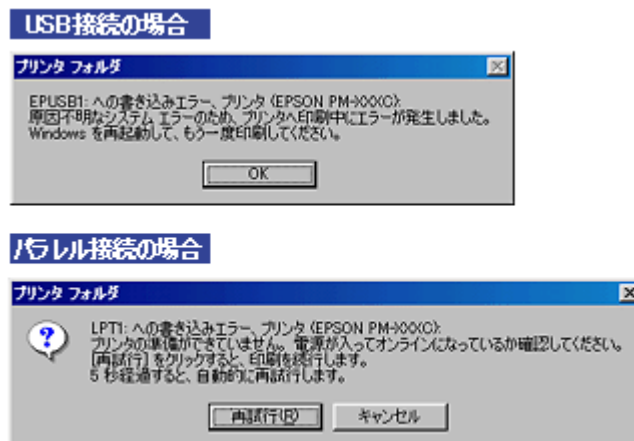 USB接続の場合
プリンタ フォルダ
EPUSB1: への書き込みエラー、プリンタ (EPSON PM-XXXC):
原因不明なシステム エラーのため、プリンタへ印刷中にエラーが発生しました。
Windows を再起動して、もう一度印刷してください。
OK
パラレル接続の場合
プリンタ フォルダ
LPT1: への書き込みエラー、プリンタ (EPSON PM-XXXC):
プリンタの準備ができていません。電源が入ってオンラインになっているか確認してください。
[再試行] をクリックすると、印刷を続行します。
5 秒経過すると、自動的に再試行します。
再試行(R)
キャンセル